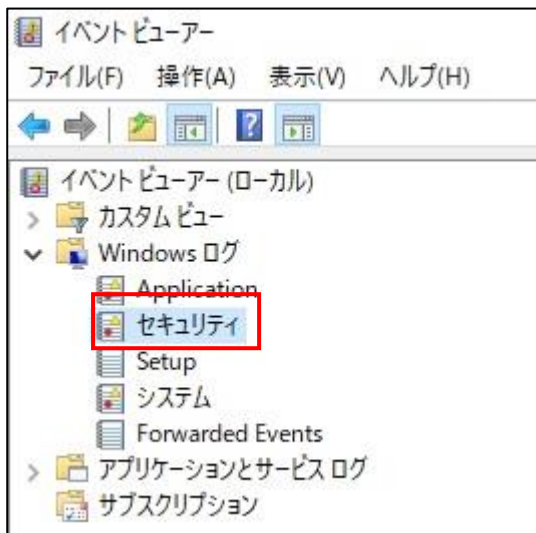 イベント ビューアー
ファイル(F) 操作(A) 表示(V) ヘルプ(H)
イベント ビューアー (ローカル)
カスタム ビュー
Windows ログ
Application
セキュリティ
Setup
システム
Forwarded Events
アプリケーションとサービス ログ
サブスクリプション